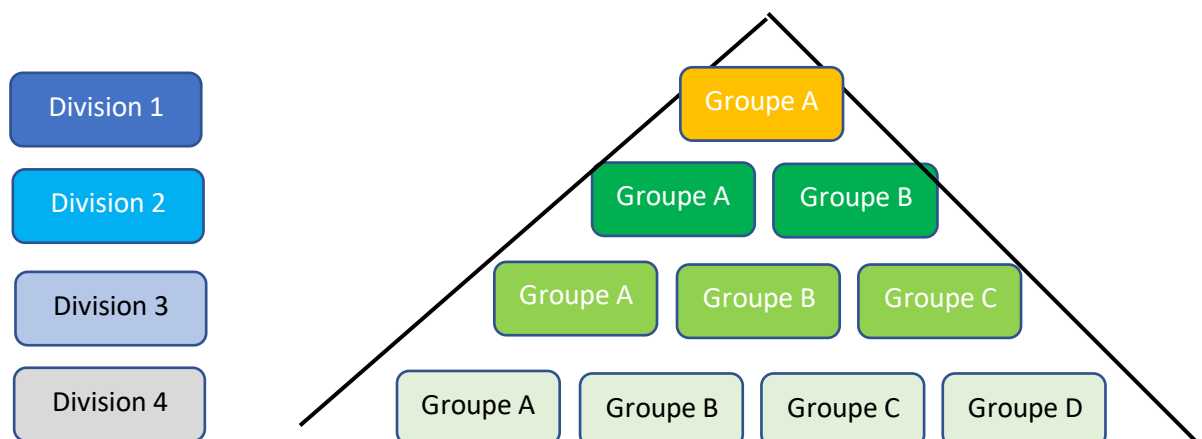 Division 1
Groupe A
Division 2
Groupe A
Groupe B
Division 3
Groupe A
Groupe B
Groupe C
Division 4
Groupe A
Groupe B
Groupe C
Groupe D